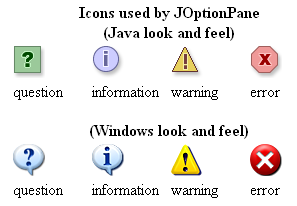 Icons used by JOptionPane
(Java look and feel)
? i ! x
question information warning error
(Windows look and feel)
? i ! x
question information warning error